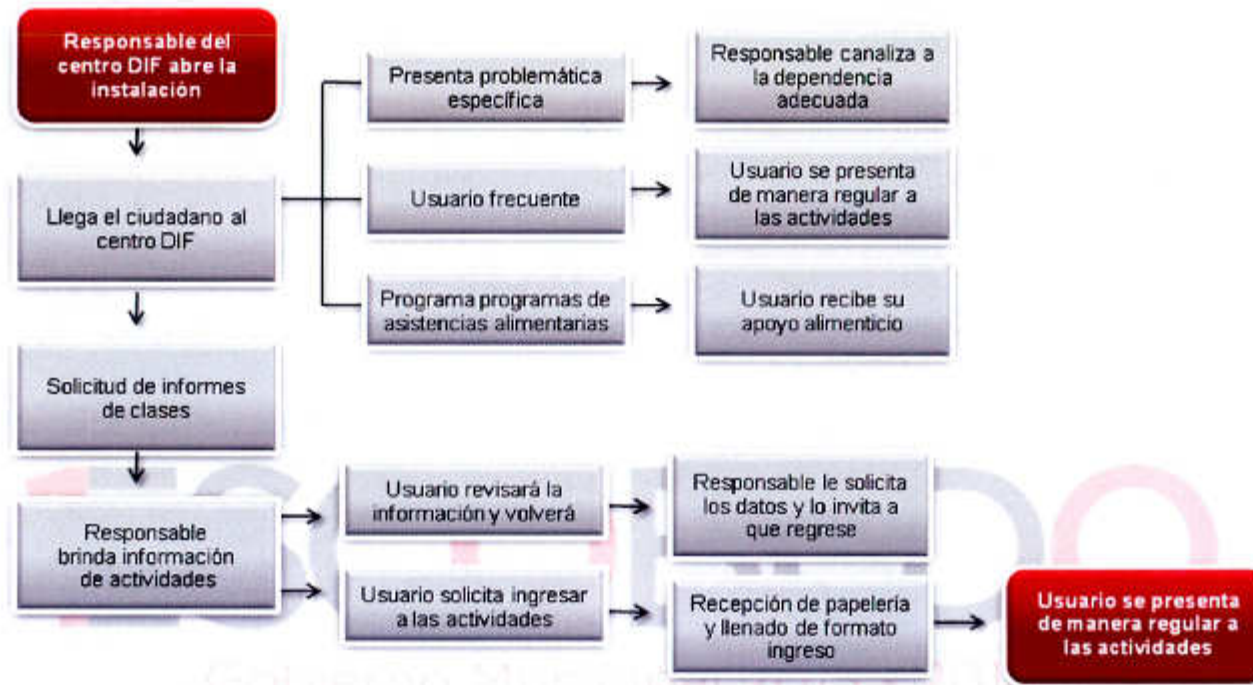 Responsable del
centro DIF abre la
instalación
Presenta problemática
específica
Responsable canaliza a
la dependencia
adecuada
Llega el ciudadano al
centro DIF
Usuario frecuente
Usuario se presenta
de manera regular a
las actividades
Programa programas de
asistencias alimentarias
Usuario recibe su
apoyo alimenticio
Solicitud de informes
de clases
Responsable
brinda información
de actividades
Usuario revisará la
información y volverá
Responsable le solicita
los datos y lo invita a
que regrese
Usuario solicita ingresar
a las actividades
Recepción de papelería
y llenado de formato
ingreso
Usuario se presenta
de manera regular a
las actividades